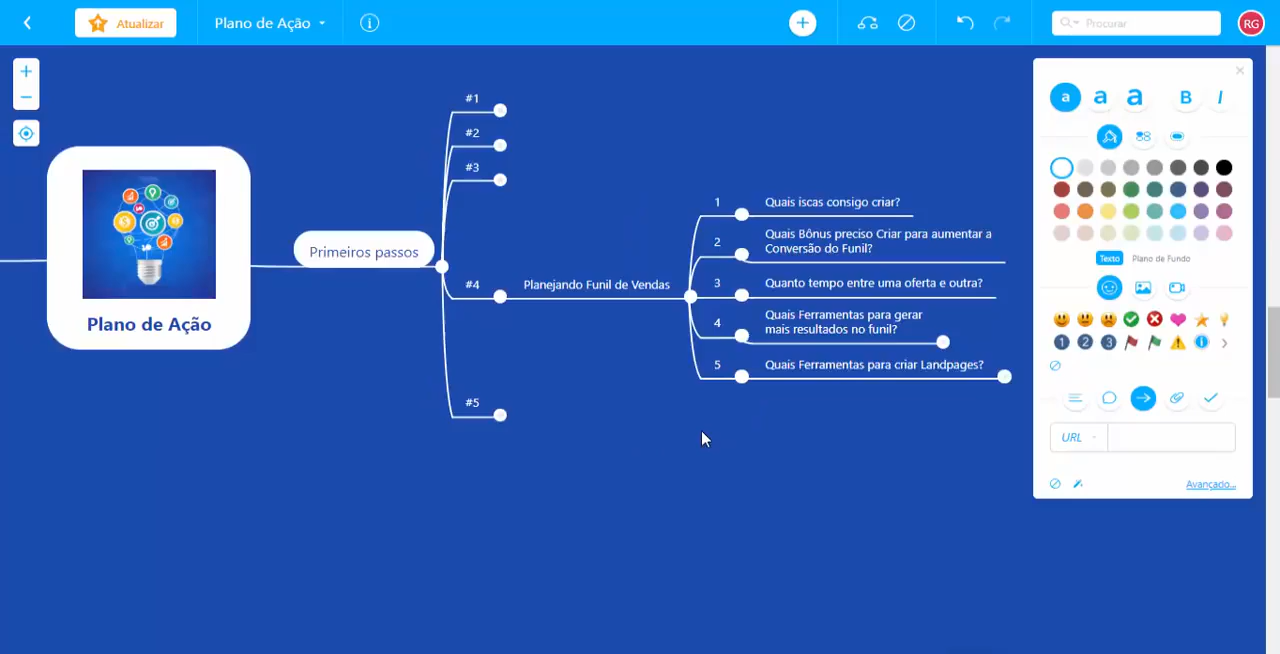 Atualizar
Plano de Ação
Procurar
RG
a a a B I
#1
#2
#3
1 Quais iscas consigo criar?
2 Quais Bônus preciso Criar para aumentar a
Conversão do Funil?
Primeiros passos
#4 Planejando Funil de Vendas
3 Quanto tempo entre uma oferta e outra?
4 Quais Ferramentas para gerar
mais resultados no funil?
Plano de Ação
5 Quais Ferramentas para criar Landpages?
#5
Texto Plano de Fundo
1 2 3
URL
Avançado...